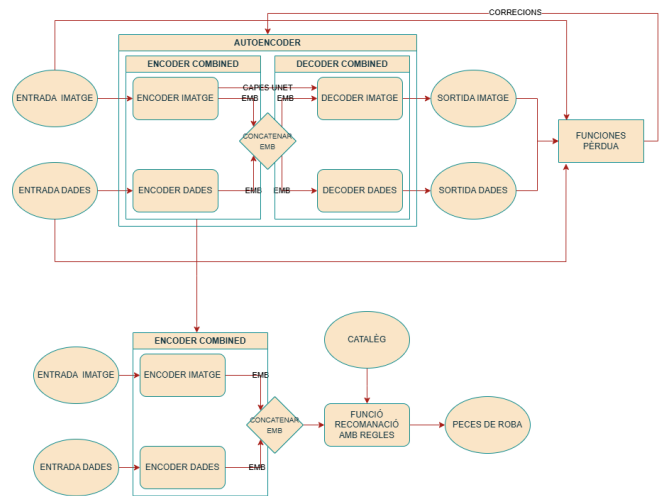 CORRECIONS
AUTOENCODER
ENCODER COMBINED
DECODER COMBINED
ENTRADA IMATGE
ENCODER IMATGE
CAPES UNET
EMB
EMB
DECODER IMATGE
SORTIDA IMATGE
CONCATENAR
EMB
FUNCIONES
PÈRDUA
ENTRADA DADES
ENCODER DADES
EMB
EMB
DECODER DADES
SORTIDA DADES
ENCODER COMBINED
CATALÈG
ENTRADA IMATGE
ENCODER IMATGE
EMB
CONCATENAR
EMB
FUNCIÓ
RECOMANACIÓ
AMB REGLES
PECES DE ROBA
ENTRADA DADES
ENCODER DADES
EMB